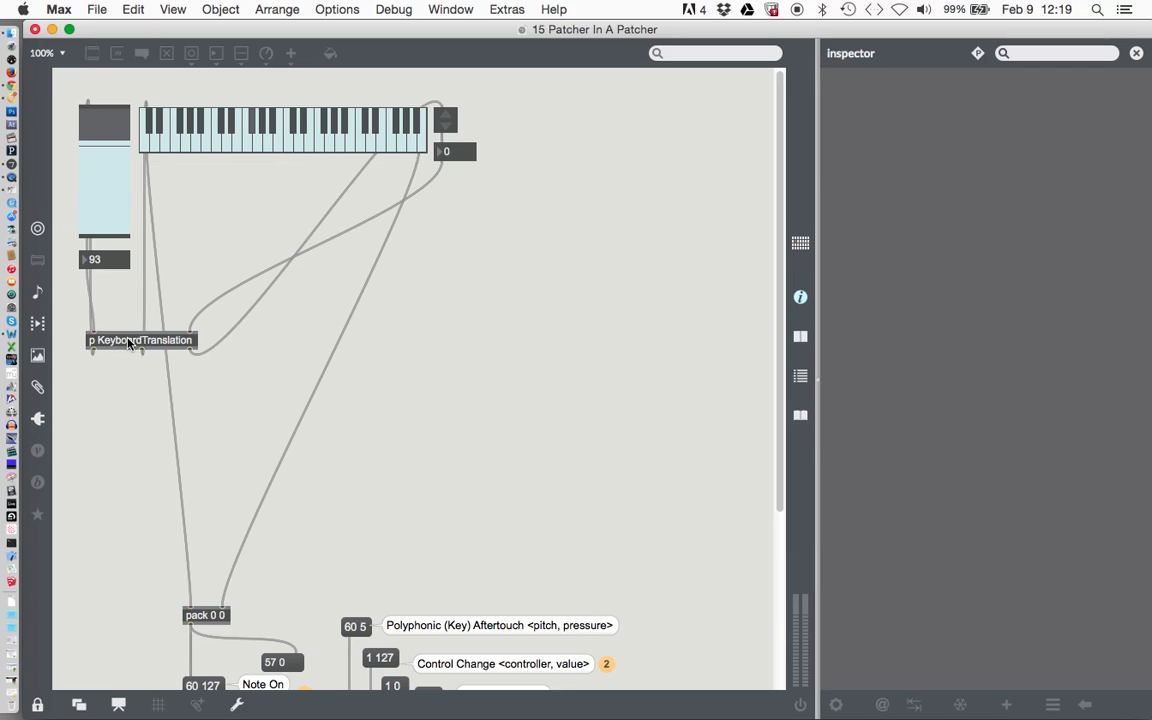 Max File Edit View Object Arrange Options Debug Window Extras Help
4 99% Feb 9 12:19
15 Patcher In A Patcher
100%
inspector
0
93
p KeyboardTranslation
pack 0 0
57 0
60 127
Note On
60 5
Polyphonic (Key) Aftertouch <pitch, pressure>
1 127
Control Change <controller, value>
2
1 0